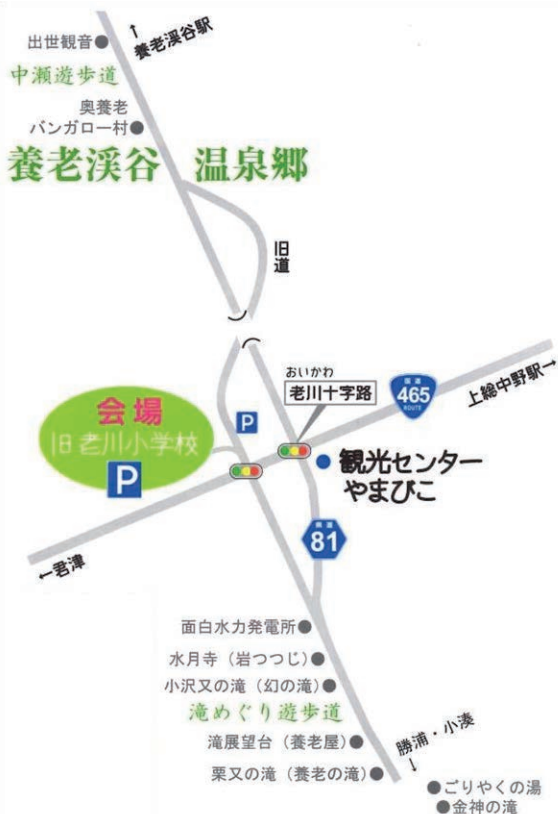 ↑
養老渓谷駅
出世観音●
中瀬遊歩道
奥養老
バンガロー村●
養老渓谷 温泉郷
旧道
おいかわ
老川十字路
国道
465
ROUTE
上総中野駅→
会場
旧 老川小学校
P
P
●観光センター
やまびこ
県道
81
←君津
面白水力発電所●
水月寺（岩つつじ）●
小沢又の滝（幻の滝）●
滝めぐり遊歩道
滝展望台（養老屋）●
栗又の滝（養老の滝）●
勝浦・小湊
↓
●ごりやくの湯
●金神の滝